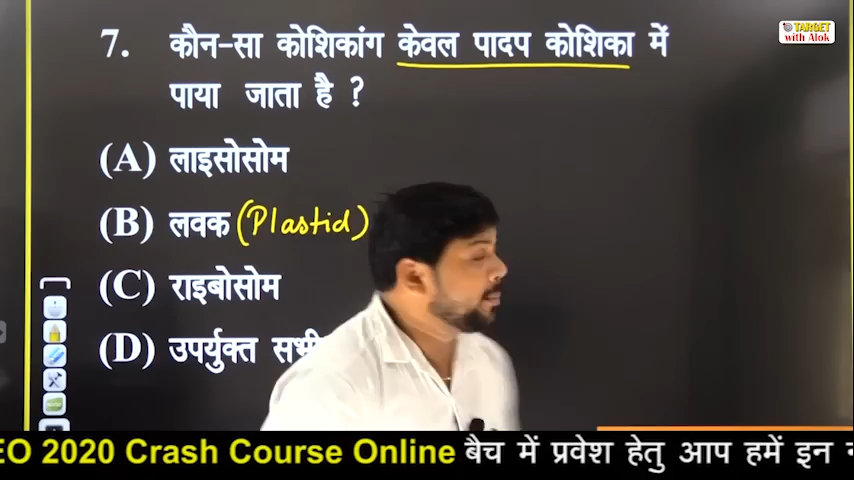 TARGET
with Alok
7. कौन-सा कोशिकांग केवल पादप कोशिका में
पाया जाता है ?
(A) लाइसोसोम
(B) लवक (Plastid)
(C) राइबोसोम
(D) उपर्युक्त सभी
EO 2020 Crash Course Online बैच में प्रवेश हेतु आप हमें इन